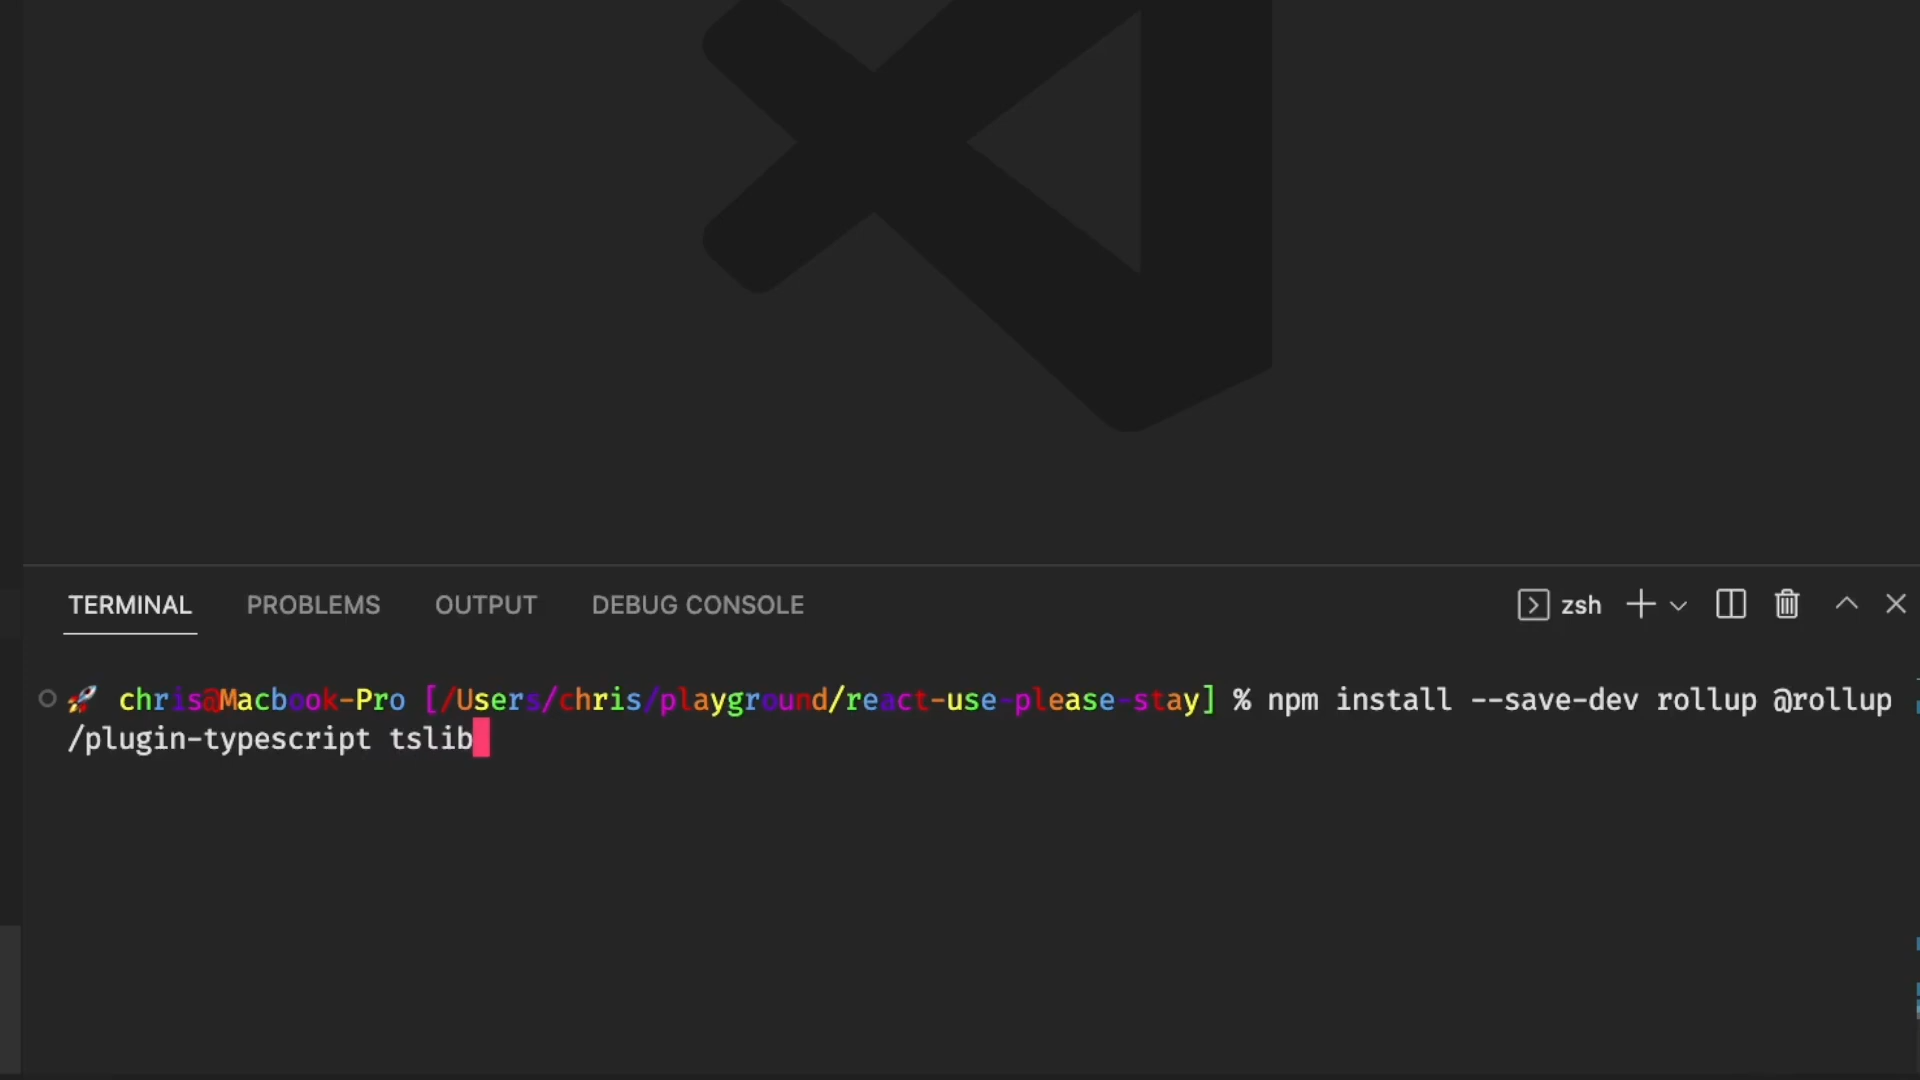 TERMINAL PROBLEMS OUTPUT DEBUG CONSOLE zsh
🚀 chris@Macbook-Pro [/Users/chris/playground/react-use-please-stay] % npm install --save-dev rollup @rollup
/plugin-typescript tslib